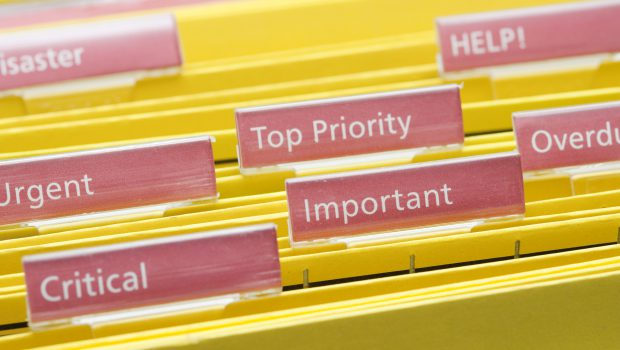 isaster
HELP!
Top Priority
Overdu
Urgent
Important
Critical